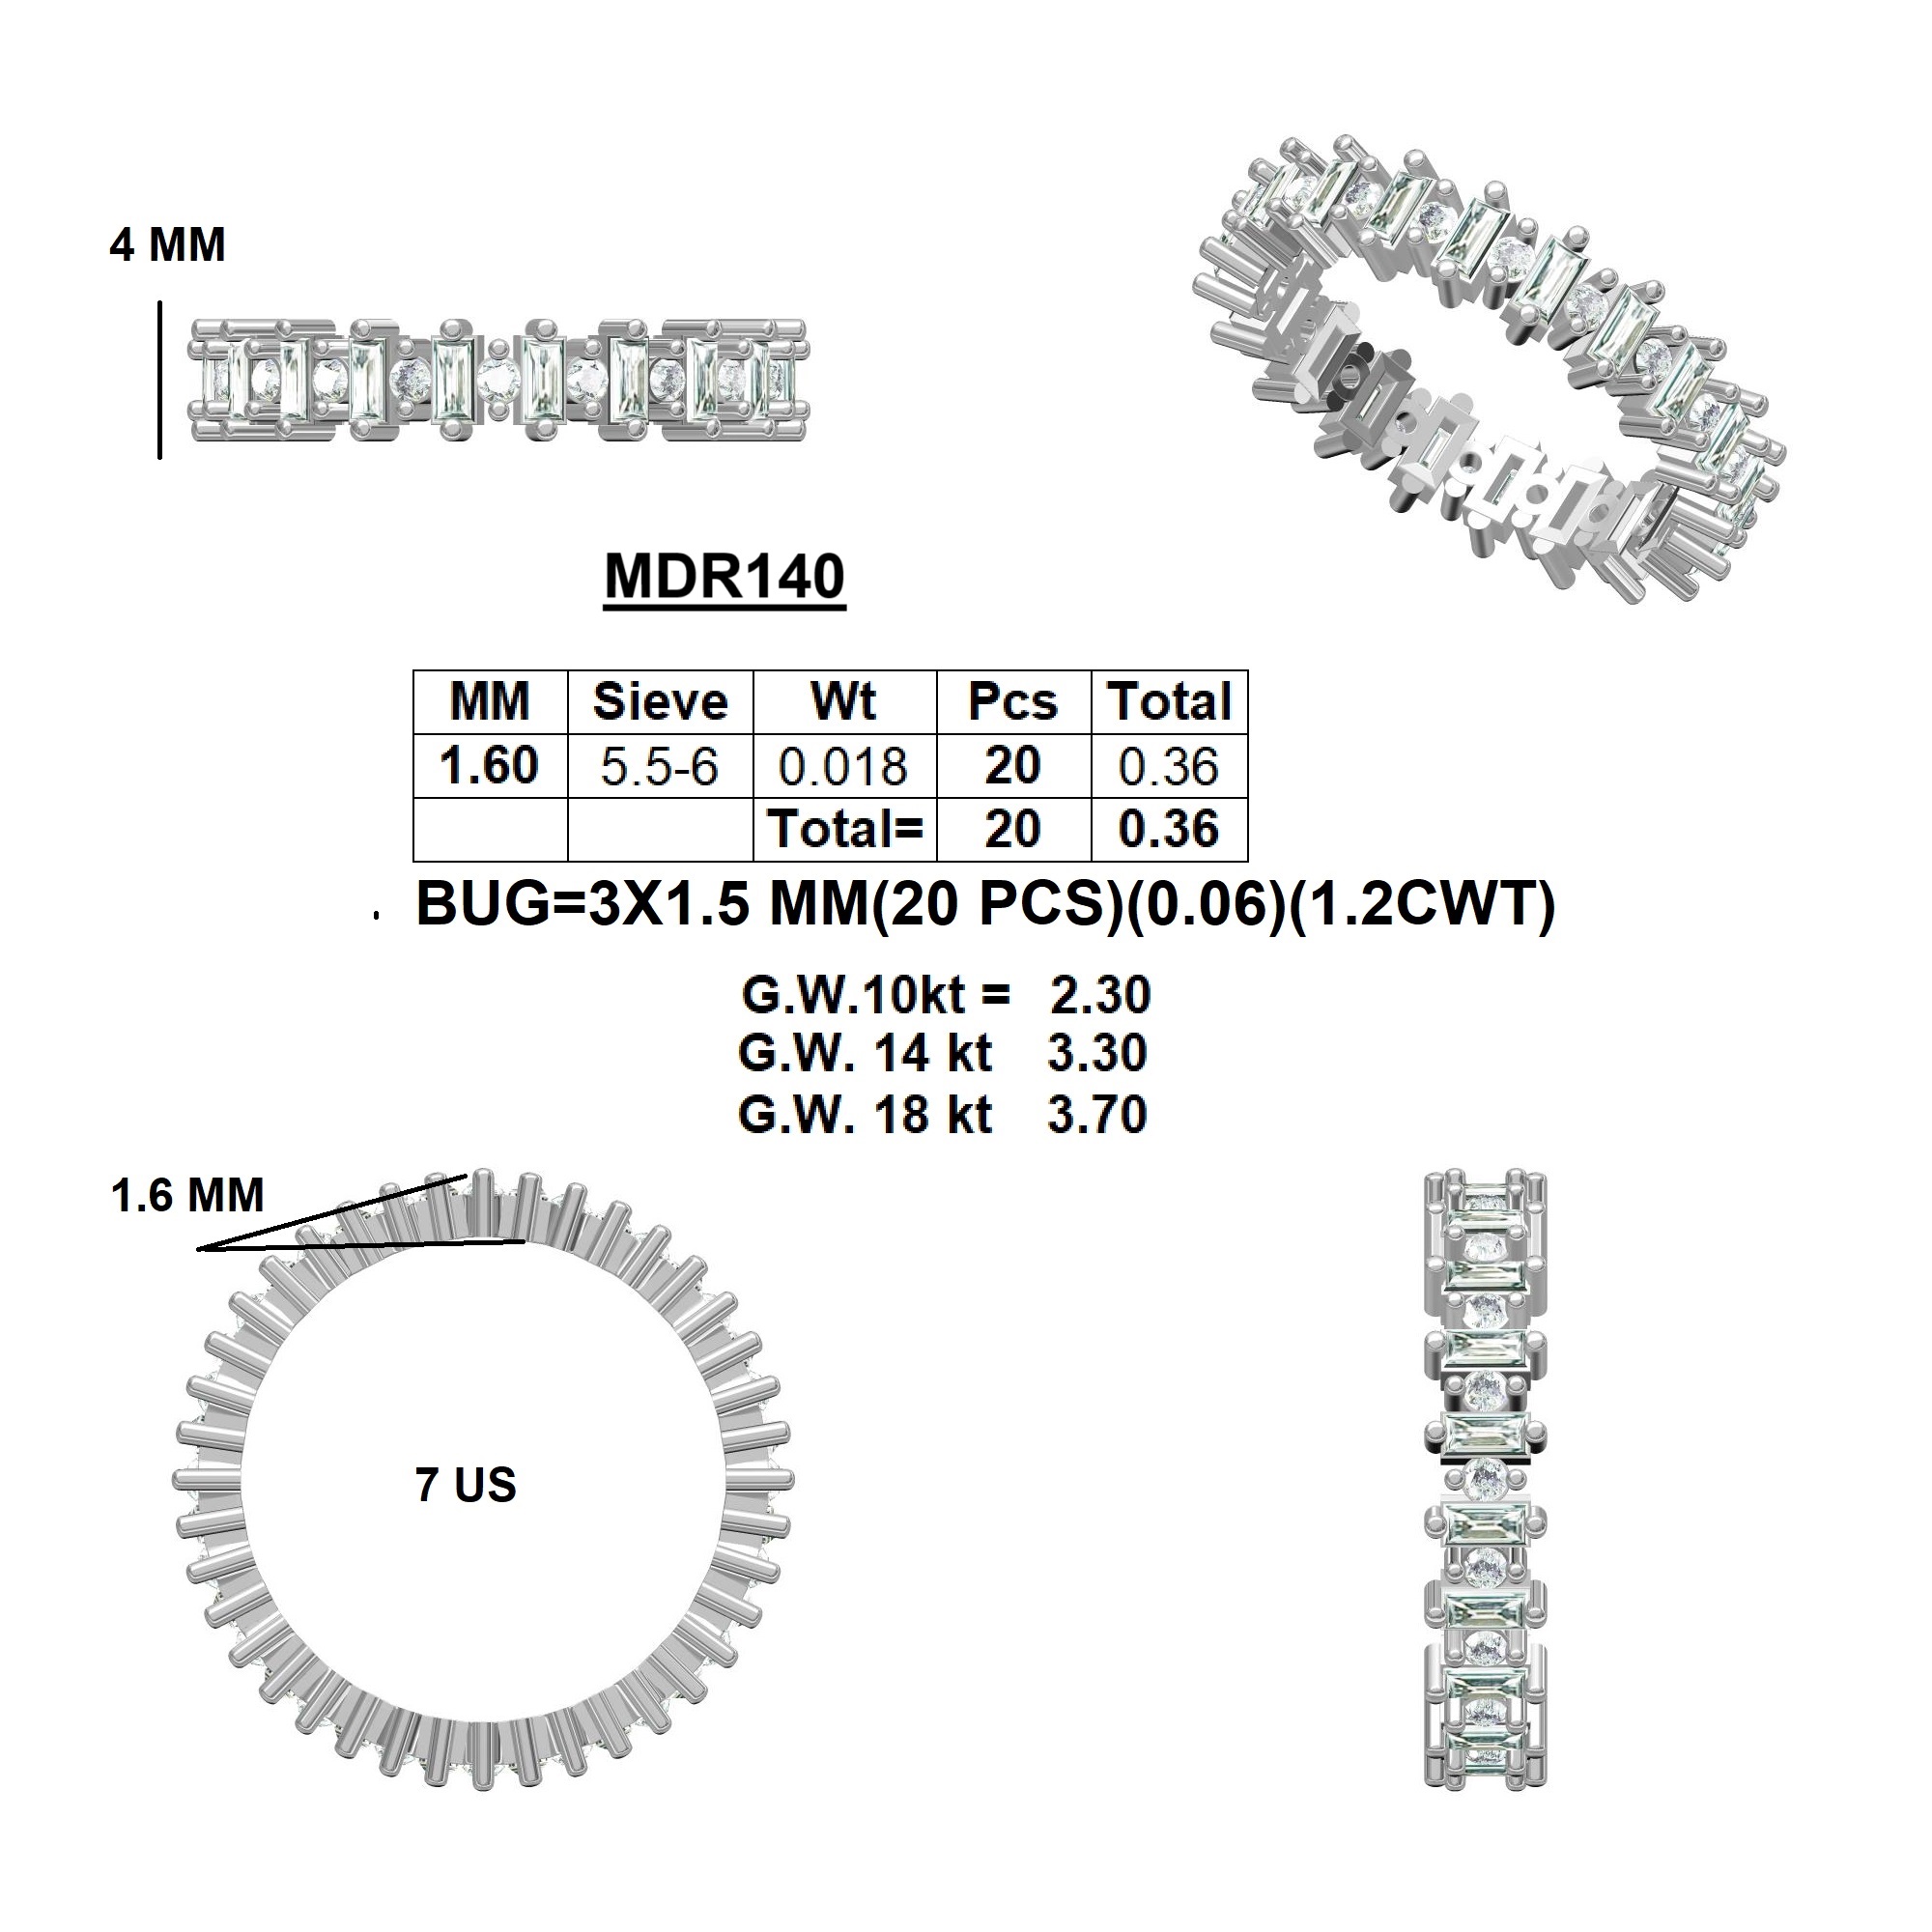 4 MM
MDR140
MM Sieve Wt Pcs Total
1.60 5.5-6 0.018 20 0.36
Total= 20 0.36
. BUG=3X1.5 MM(20 PCS)(0.06)(1.2CWT)
G.W.10kt = 2.30
G.W. 14 kt 3.30
G.W. 18 kt 3.70
1.6 MM
7 US